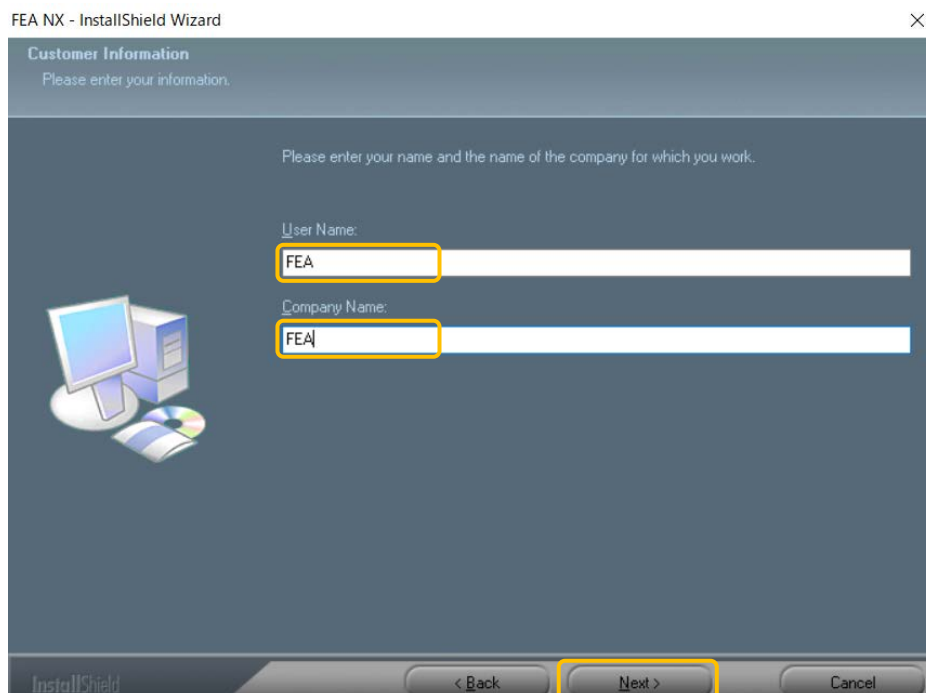 FEA NX - InstallShield Wizard
Customer Information
Please enter your information.
Please enter your name and the name of the company for which you work.
User Name:
FEA
Company Name:
FEA
InstallShield
< Back
Next >
Cancel